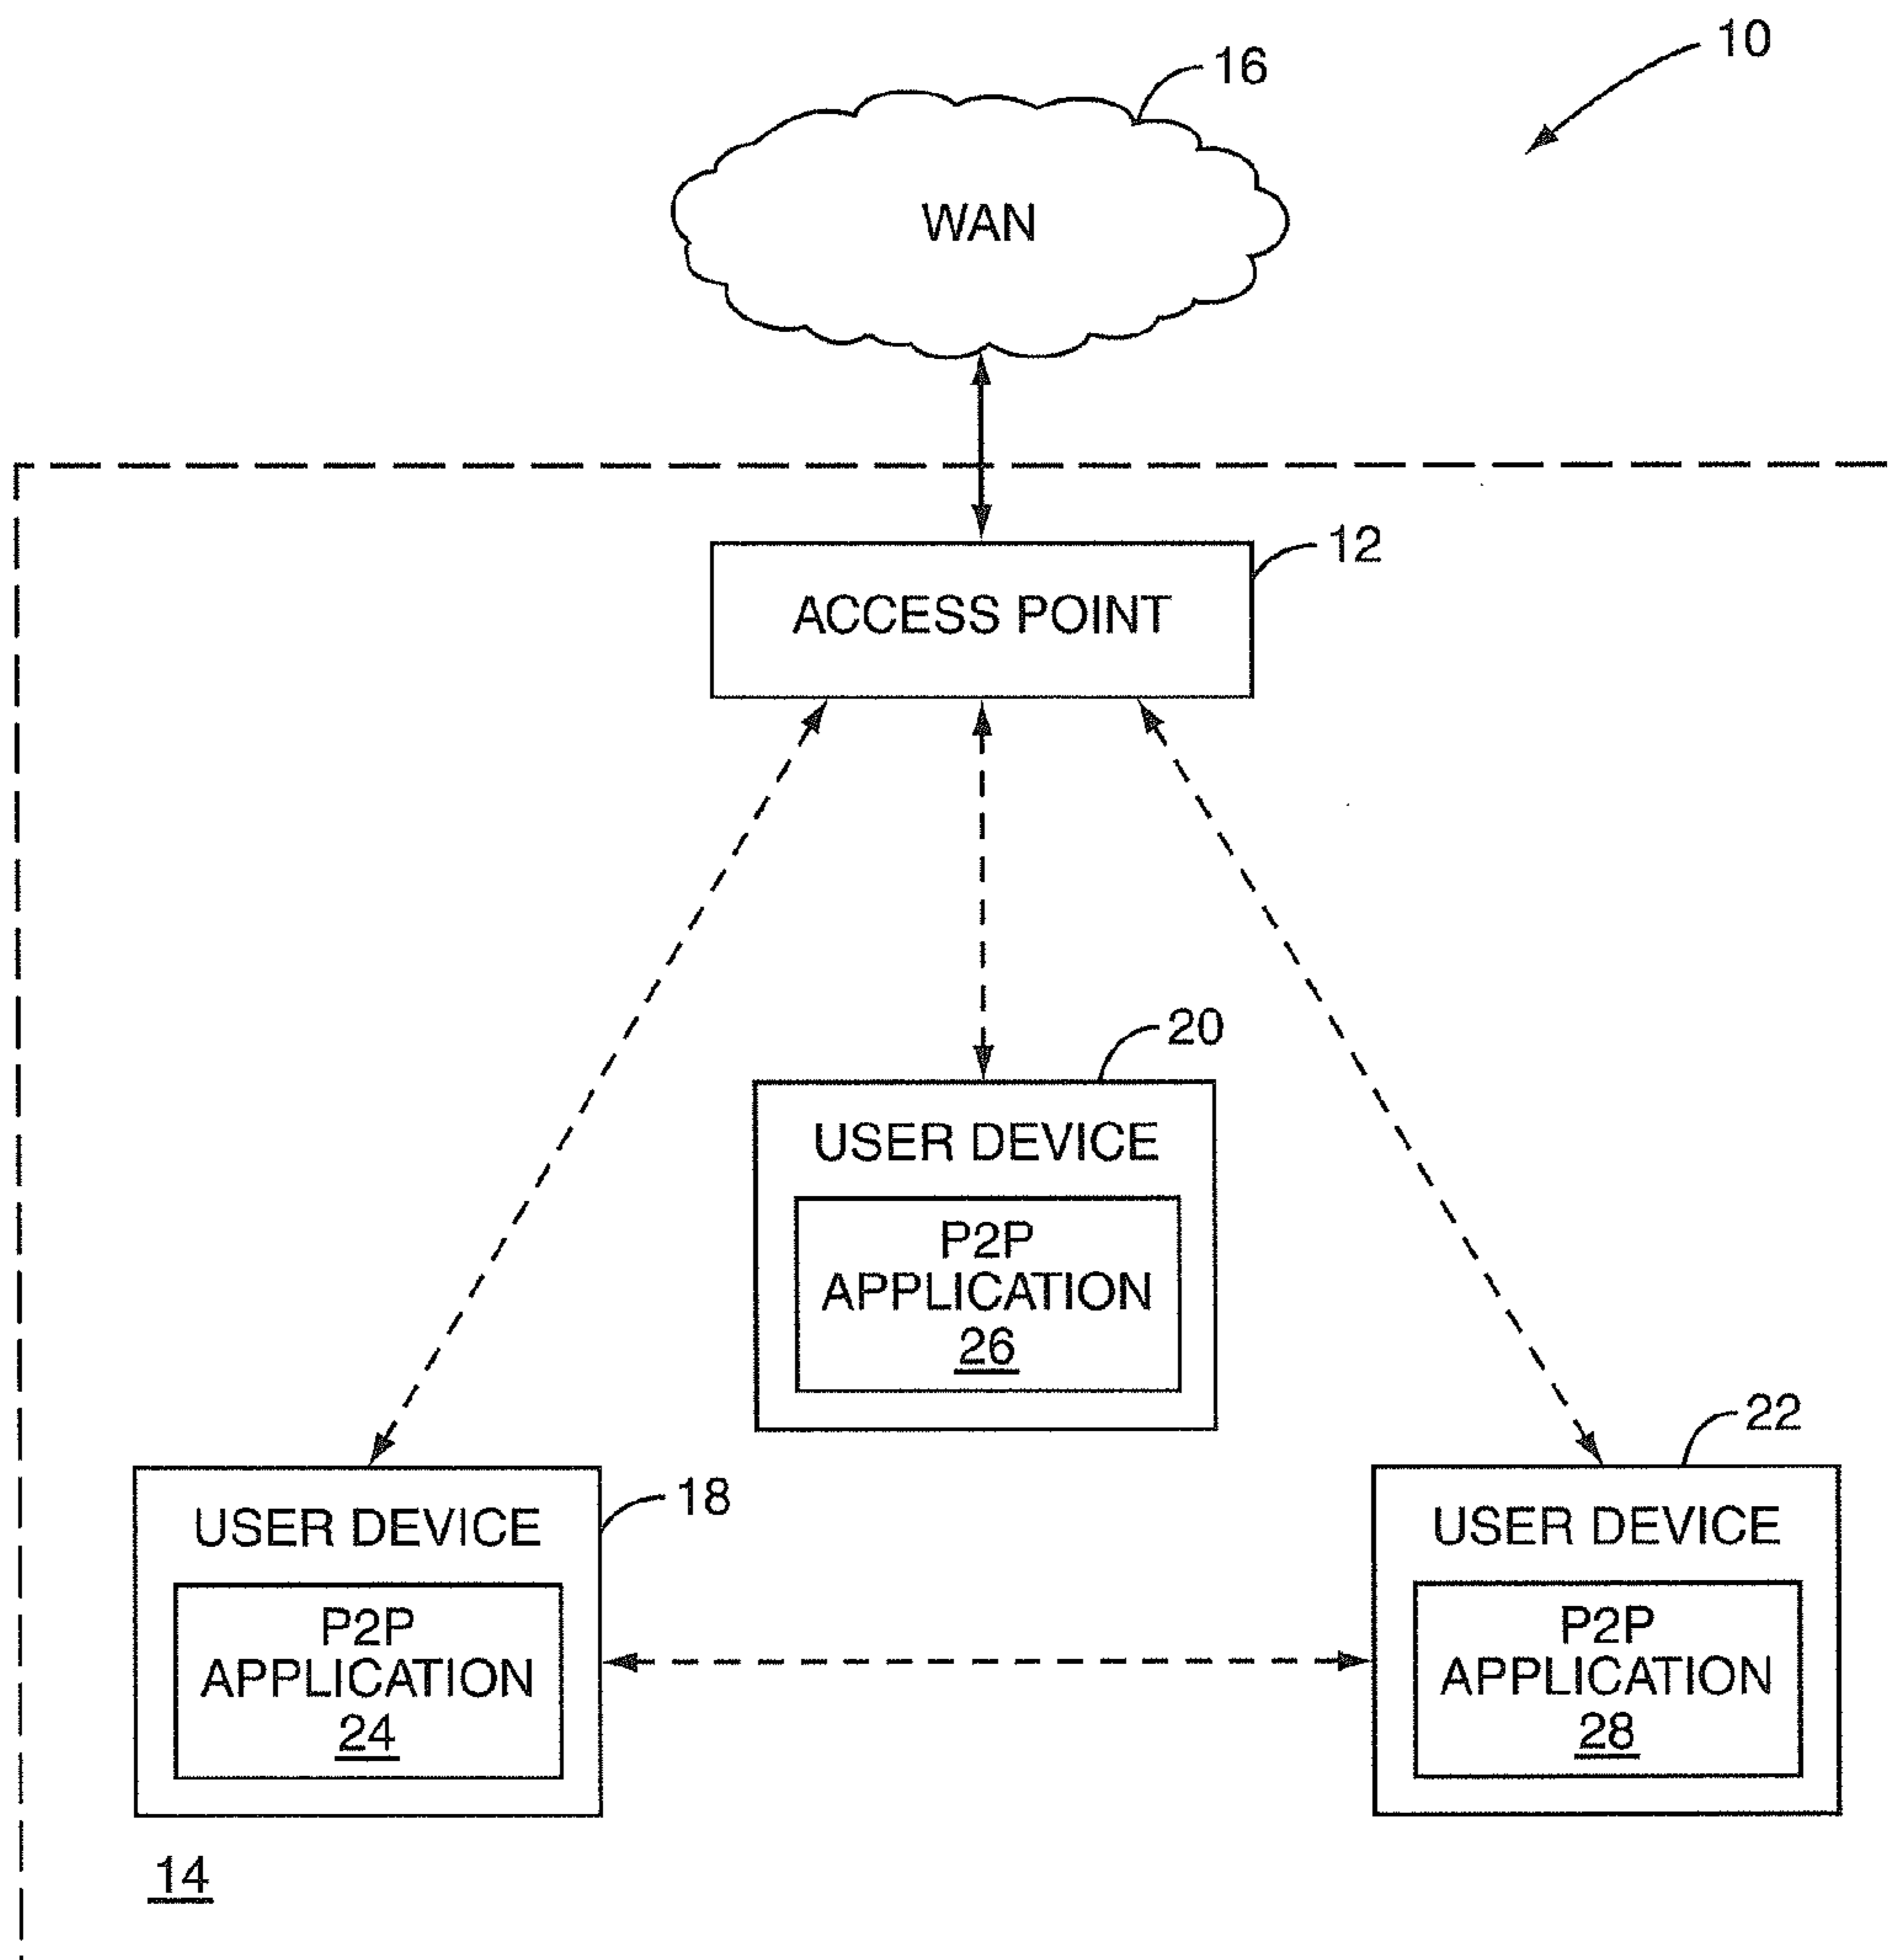 10
16
WAN
12
ACCESS POINT
20
USER DEVICE
P2P
APPLICATION
26
22
18
USER DEVICE
P2P
APPLICATION
24
USER DEVICE
P2P
APPLICATION
28
14